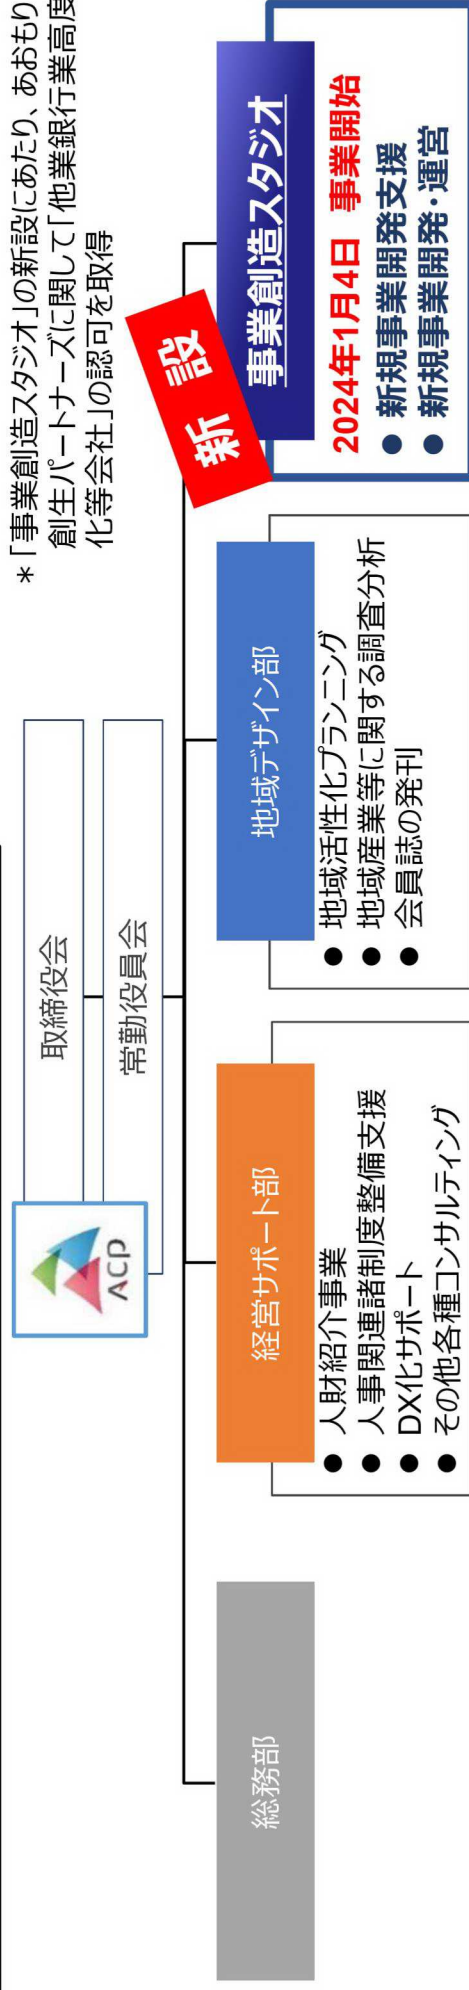 *「事業創造スタジオ」の新設にあたり、あおもり
創生パートナーズに関して「他業銀行業高度
化等会社」の認可を取得
ACP
取締役会
常勤役員会
総務部
経営サポート部
● 人財紹介事業
● 人事関連諸制度整備支援
● DX化サポート
● その他各種コンサルティング
地域デザイン部
● 地域活性化プランニング
● 地域産業等に関する調査分析
● 会員誌の発刊
新 設
事業創造スタジオ
2024年1月4日 事業開始
● 新規事業開発支援
● 新規事業開発・運営